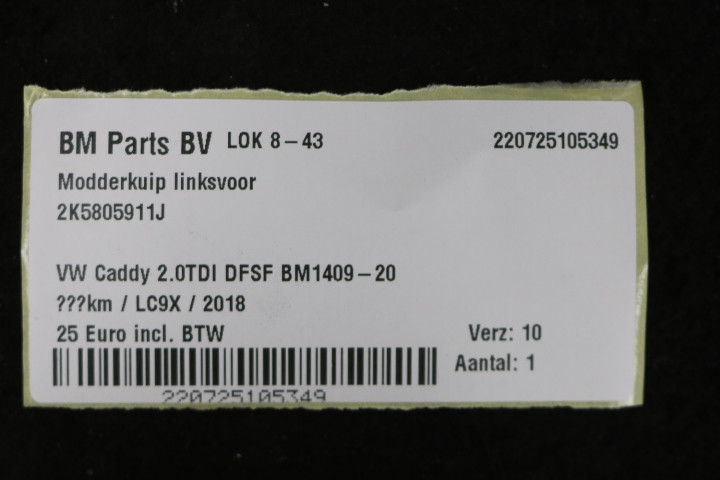 BM Parts BV LOK 8-43 220725105349
Modderkuip linksvoor
2K5805911J
VW Caddy 2.0TDI DFSF BM1409-20
???km / LC9X / 2018
25 Euro incl. BTW Verz: 10
Aantal: 1
220725105349